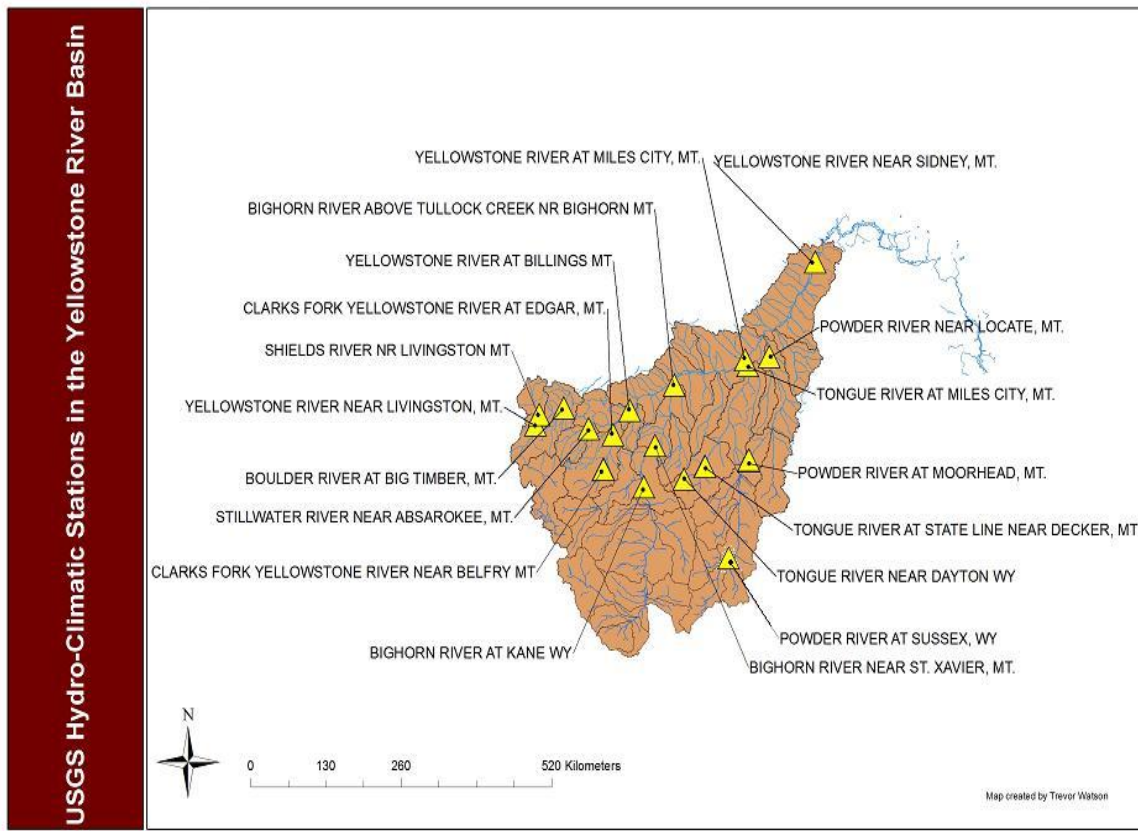 USGS Hydro-Climatic Stations in the Yellowstone River Basin
YELLOWSTONE RIVER AT MILES CITY, MT.
YELLOWSTONE RIVER NEAR SIDNEY, MT.
BIGHORN RIVER ABOVE TULLOCK CREEK NR BIGHORN MT
YELLOWSTONE RIVER AT BILLINGS MT
CLARKS FORK YELLOWSTONE RIVER AT EDGAR, MT.
POWDER RIVER NEAR LOCATE, MT.
SHIELDS RIVER NR LIVINGSTON MT
TONGUE RIVER AT MILES CITY, MT.
YELLOWSTONE RIVER NEAR LIVINGSTON, MT.
BOULDER RIVER AT BIG TIMBER, MT.
POWDER RIVER AT MOORHEAD, MT.
STILLWATER RIVER NEAR ABSAROKEE, MT.
TONGUE RIVER AT STATE LINE NEAR DECKER, MT
CLARKS FORK YELLOWSTONE RIVER NEAR BELFRY MT
TONGUE RIVER NEAR DAYTON WY
POWDER RIVER AT SUSSEX, WY
BIGHORN RIVER AT KANE WY
BIGHORN RIVER NEAR ST. XAVIER, MT.
N
0 130 260 520 Kilometers
Map created by Trevor Watson